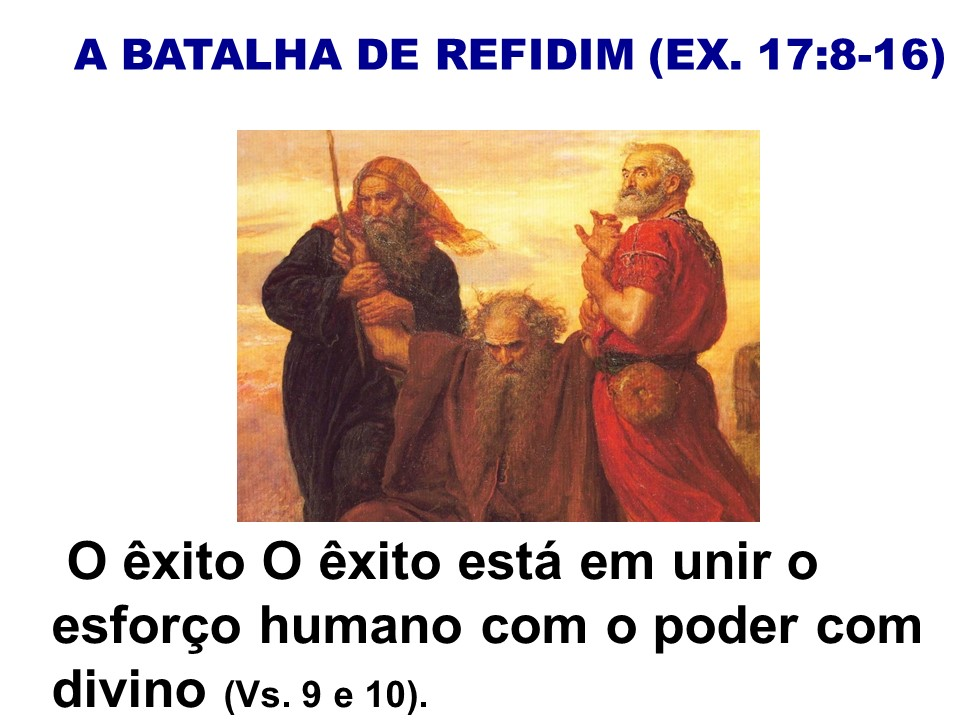 A BATALHA DE REFIDIM (EX. 17:8-16)
O êxito O êxito está em unir o
esforço humano com o poder com
divino (Vs. 9 e 10).